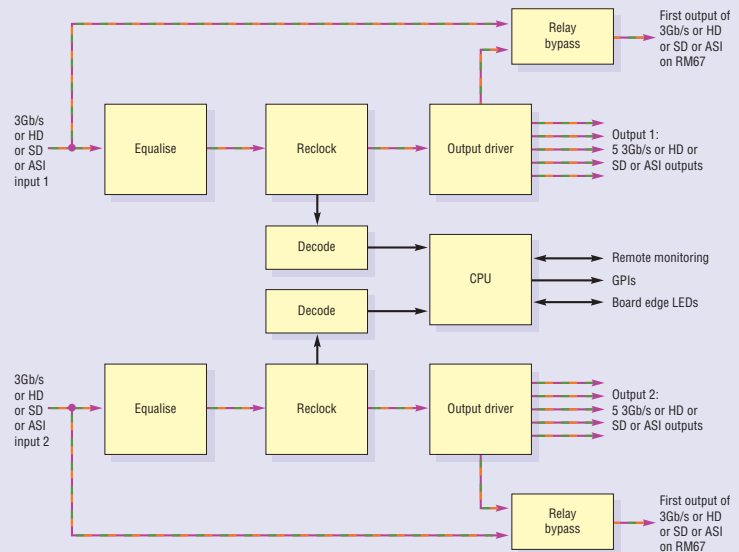 Relay
bypass
First output of
3Gb/s or HD
or SD or ASI
on RM67
3Gb/s
or HD
or SD
or ASI
input 1
Equalise
Reclock
Output driver
Output 1:
5 3Gb/s or HD or
SD or ASI outputs
Decode
CPU
Remote monitoring
GPIs
Board edge LEDs
Decode
3Gb/s
or HD
or SD
or ASI
input 2
Equalise
Reclock
Output driver
Output 2:
5 3Gb/s or HD or
SD or ASI outputs
Relay
bypass
First output of
3Gb/s or HD
or SD or ASI
on RM67